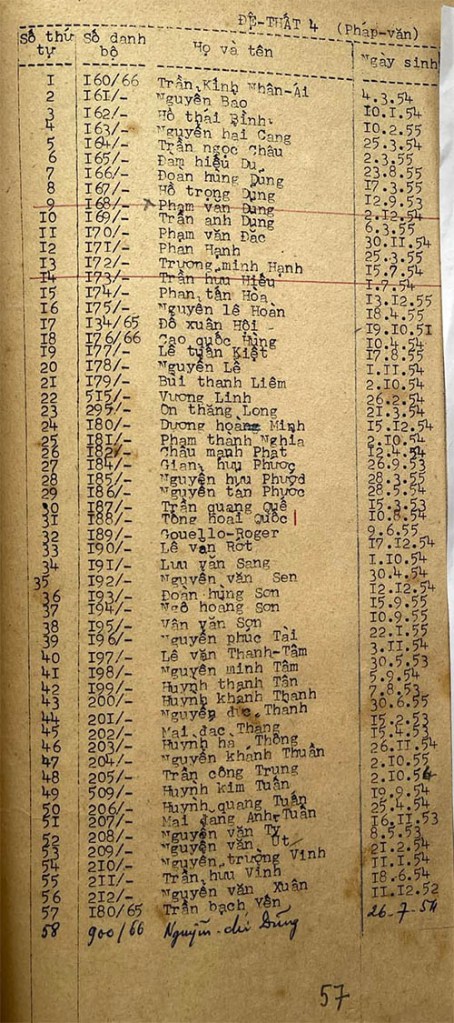 ĐỆ-THẤT 4 (Pháp-văn)
Số thứ tự Số danh bộ Họ và tên Ngày sinh
1 160/66 Trần Kinh Nhân-Ái 4.3.54
2 161/- Nguyễn Bao 10.1.54
3 162/- Hồ thái Bình 10.2.55
4 163/- Nguyễn hai Cang 25.3.54
5 164/- Trần ngọc Châu 2.3.55
6 165/- Đàm hiếu Du 23.8.55
7 166/- Đoàn hùng Dũng 17.3.55
8 167/- Hồ trọng Dũng 12.9.53
9 168/- Phạm văn Dung 2.12.54
10 169/- Trần anh Dung 6.3.55
11 170/- Phạm văn Đắc 30.11.54
12 171/- Phan Hạnh 25.3.55
13 172/- Trương minh Hạnh 15.7.54
14 173/- Trần hưu Hiếu 1.7.54
15 174/- Phan tấn Hòa 13.12.55
16 175/- Nguyễn lê Hoàn 18.4.55
17 134/65 Đỗ xuân Hội 19.10.51
18 176/66 Cao quốc Hùng 10.4.54
19 177/- Lê tuấn Kiệt 17.8.55
20 178/- Nguyễn Lê 1.11.54
21 179/- Bùi thanh Liêm 2.10.54
22 515/- Vương Linh 26.2.54
23 295/- Ôn thăng Long 21.3.54
24 180/- Dương hoàng Minh 15.12.54
25 181/- Phạm thanh Nghĩa 2.10.54
26 182/- Châu mạnh Phát 12.4.54
27 184/- Giang hưu Phước 26.9.53
28 185/- Nguyễn hưu Phước 28.3.55
29 186/- Nguyễn tấn Phước 28.5.54
30 187/- Trần quang Quế 15.3.53
31 188/- Tống hoài Quốc 10.8.54
32 189/- Gouello-Roger 9.6.55
33 190/- Lê văn Rớt 17.12.54
34 191/- Lưu văn Sang 1.10.54
35 192/- Nguyễn văn Sen 30.4.54
36 193/- Đoàn hùng Sơn 12.12.54
37 194/- Ngô hoàng Sơn 15.9.55
38 195/- Văn văn Sơn 10.9.55
39 196/- Nguyễn phúc Tài 22.1.55
40 197/- Lê văn Thanh-Tâm 3.11.54
41 198/- Nguyễn minh Tâm 30.5.53
42 199/- Huỳnh thanh Tân 5.9.54
43 200/- Huỳnh khánh Thanh 7.8.53
44 201/- Nguyễn đức Thanh 30.6.55
45 202/- Mai đac Thắng 15.2.53
46 203/- Huỳnh hà Thông 15.4.53
47 204/- Nguyễn khánh Thuần 26.11.54
48 205/- Trần công Trung 2.10.55
49 509/- Huỳnh kim Tuấn 2.10.54
50 206/- Huỳnh quang Tuấn 19.9.54
51 207/- Mai đang Anh-Tuấn 25.4.54
52 208/- Nguyễn văn Ty 16.11.53
53 209/- Nguyễn văn Út 8.5.53
54 210/- Nguyễn trường Vinh 21.2.54
55 211/- Trần hưu Vinh 11.1.54
56 212/- Nguyễn văn Xuân 18.6.54
57 180/65 Trần bạch Yến 11.12.52
58 900/66 Nguyễn chí Dũng 26-7-54
57